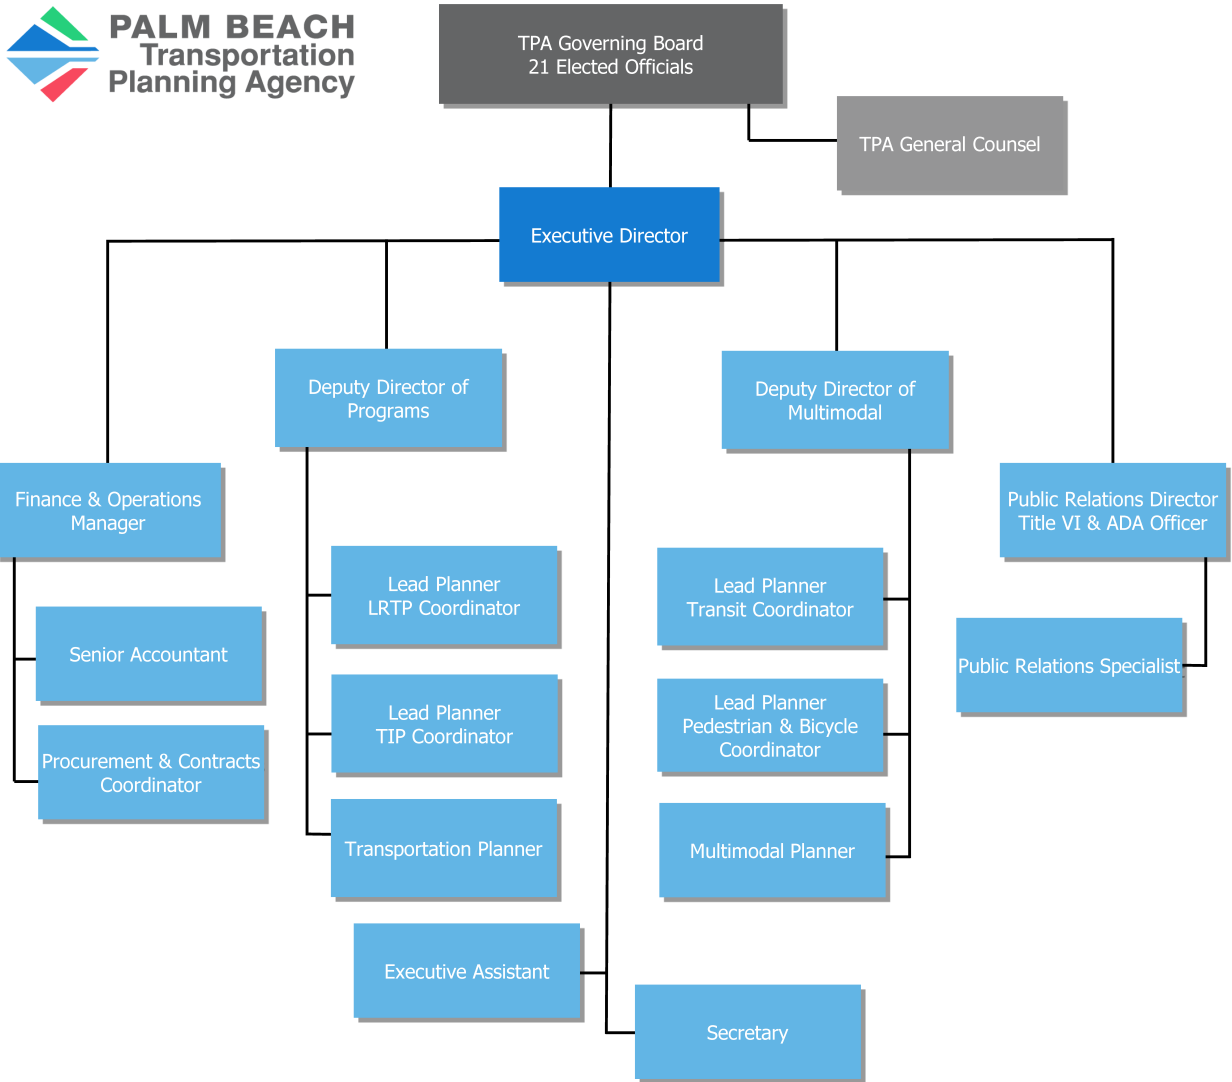 PALM BEACH
Transportation
Planning Agency
TPA Governing Board
21 Elected Officials
TPA General Counsel
Executive Director
Deputy Director of
Programs
Deputy Director of
Multimodal
Finance & Operations
Manager
Public Relations Director
Title VI & ADA Officer
Lead Planner
LRTP Coordinator
Lead Planner
Transit Coordinator
Senior Accountant
Public Relations Specialist
Lead Planner
TIP Coordinator
Lead Planner
Pedestrian & Bicycle
Coordinator
Procurement & Contracts
Coordinator
Transportation Planner
Multimodal Planner
Executive Assistant
Secretary